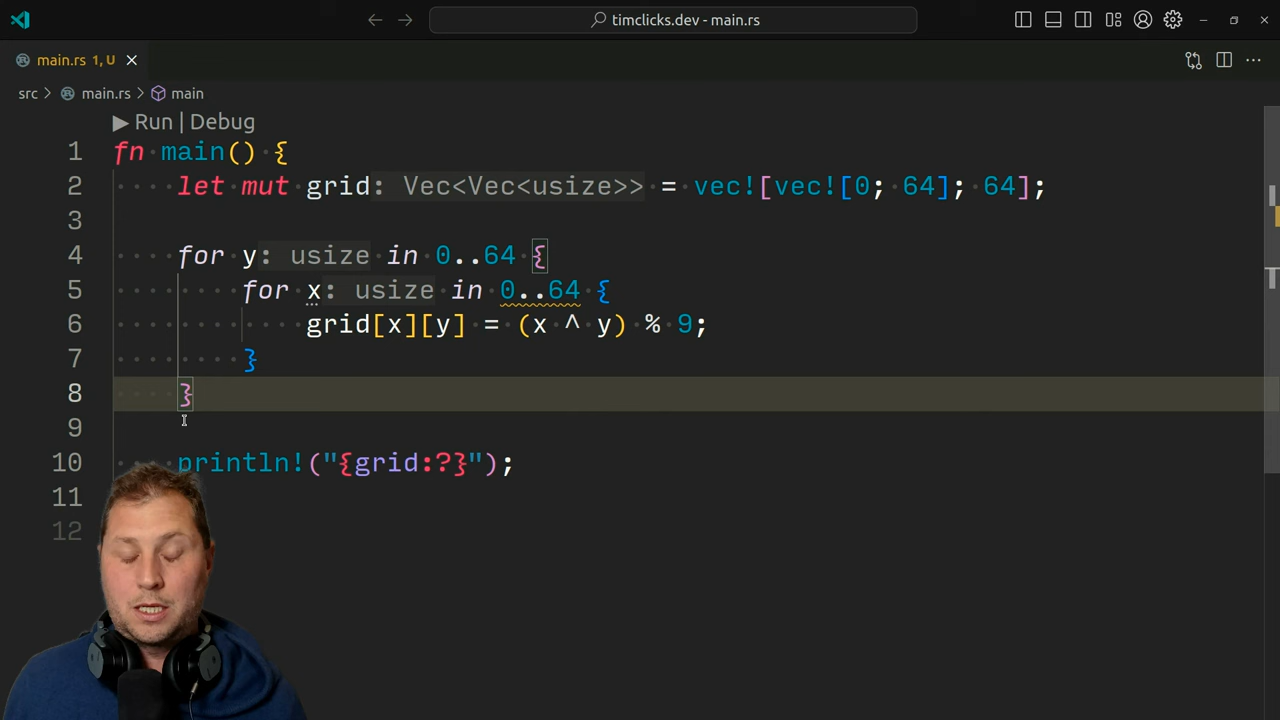 timclicks.dev - main.rs
main.rs 1, U
src > main.rs > main
▶ Run | Debug
1 fn main() {
2 let mut grid: Vec<Vec<usize>> = vec![vec![0; 64]; 64];
3
4 for y: usize in 0..64 {
5 for x: usize in 0..64 {
6 grid[x][y] = (x ^ y) % 9;
7 }
8 }
9
10 println!("{grid:?}");
11
12